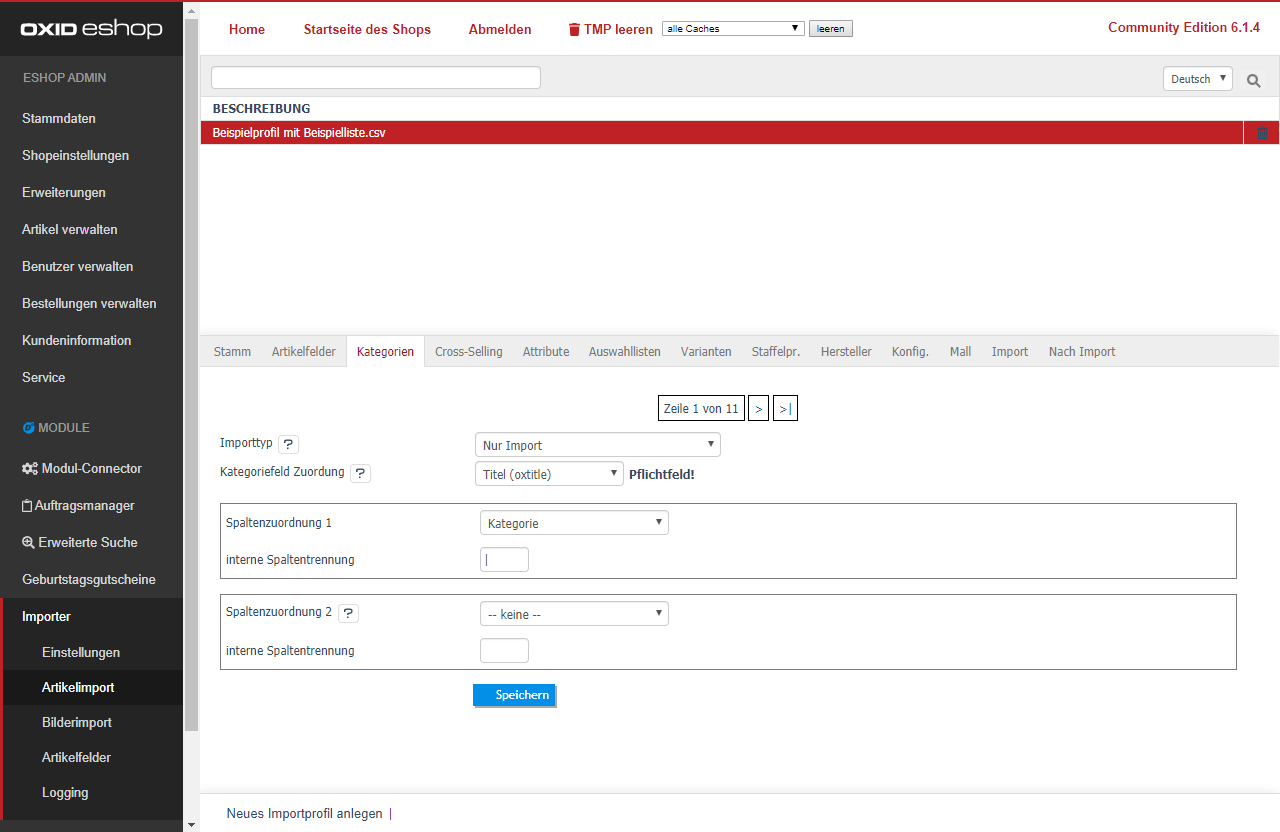 OXID eshop
ESHOP ADMIN
Stammdaten
Shopeinstellungen
Erweiterungen
Artikel verwalten
Benutzer verwalten
Bestellungen verwalten
Kundeninformation
Service
MODULE
Modul-Connector
Auftragsmanager
Erweiterte Suche
Geburtstagsgutscheine
Importer
Einstellungen
Artikelimport
Bilderimport
Artikelfelder
Logging
Home Startseite des Shops Abmelden TMP leeren alle Caches leeren Community Edition 6.1.4
Deutsch
BESCHREIBUNG
Beispielprofil mit Beispielliste.csv
Stamm Artikelfelder Kategorien Cross-Selling Attribute Auswahllisten Varianten Staffelpr. Hersteller Konfig. Mall Import Nach Import
Zeile 1 von 11 > >|
Importtyp ? Nur Import
Kategoriefeld Zuordung ? Titel (oxtitle) Pflichtfeld!
Spaltenzuordnung 1 Kategorie
interne Spaltentrennung |
Spaltenzuordnung 2 ? -- keine --
interne Spaltentrennung
Speichern
Neues Importprofil anlegen |